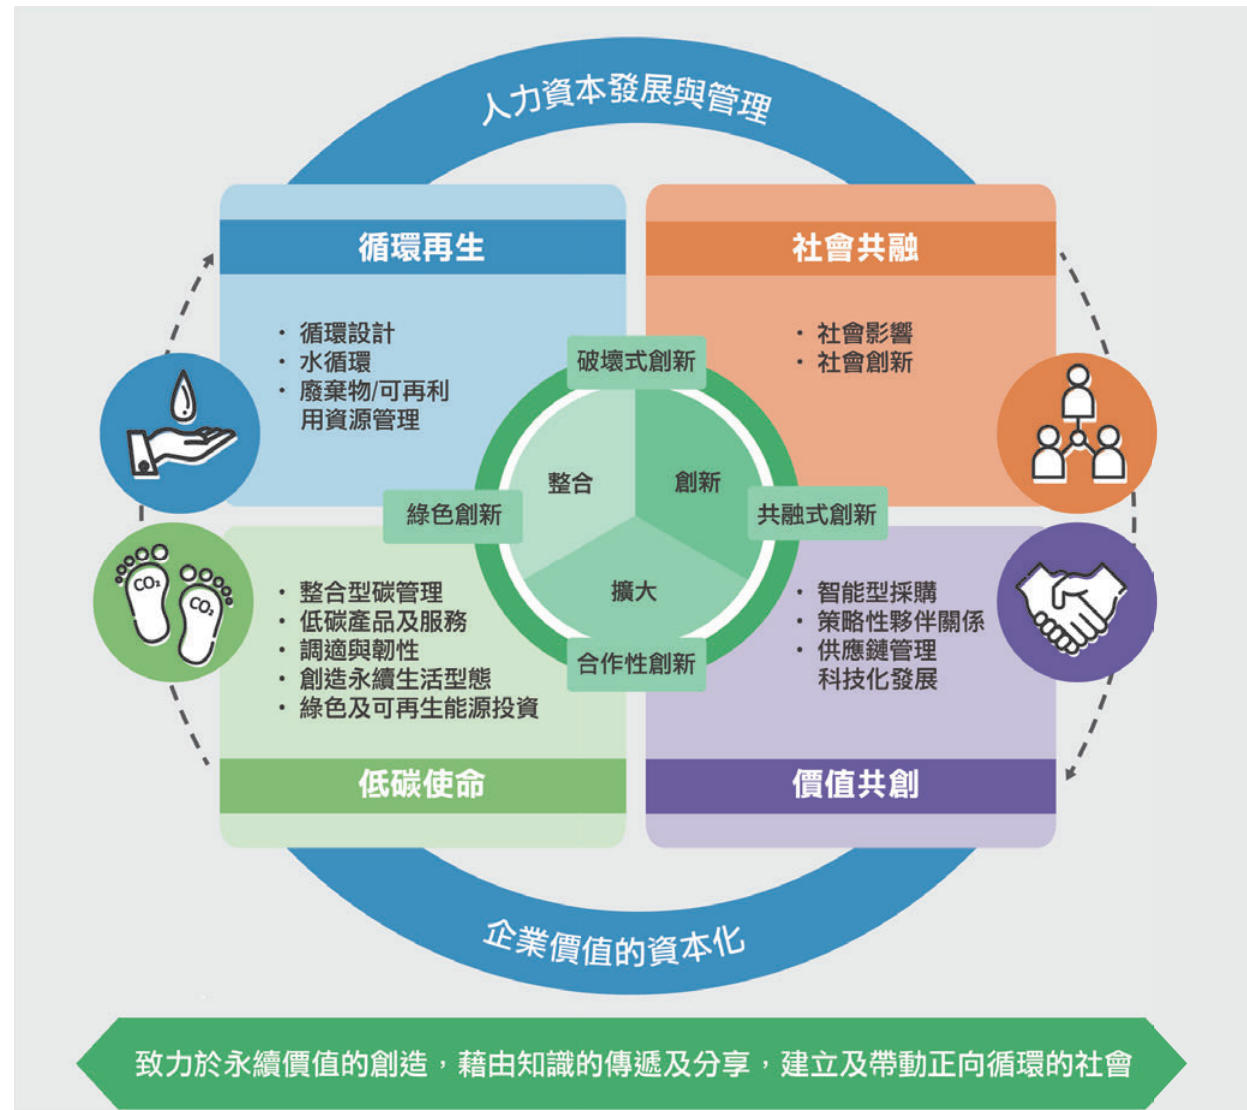 人力資本發展與管理
循環再生
社會共融
・ 循環設計
・ 水循環
・ 廢棄物/可再利
用資源管理
・ 社會影響
・ 社會創新
破壞式創新
整合
創新
綠色創新
共融式創新
擴大
合作性創新
CO₂
CO₂
・ 整合型碳管理
・ 低碳產品及服務
・ 調適與韌性
・ 創造永續生活型態
・ 綠色及可再生能源投資
・ 智能型採購
・ 策略性夥伴關係
・ 供應鏈管理
科技化發展
低碳使命
價值共創
企業價值的資本化
致力於永續價值的創造，藉由知識的傳遞及分享，建立及帶動正向循環的社會